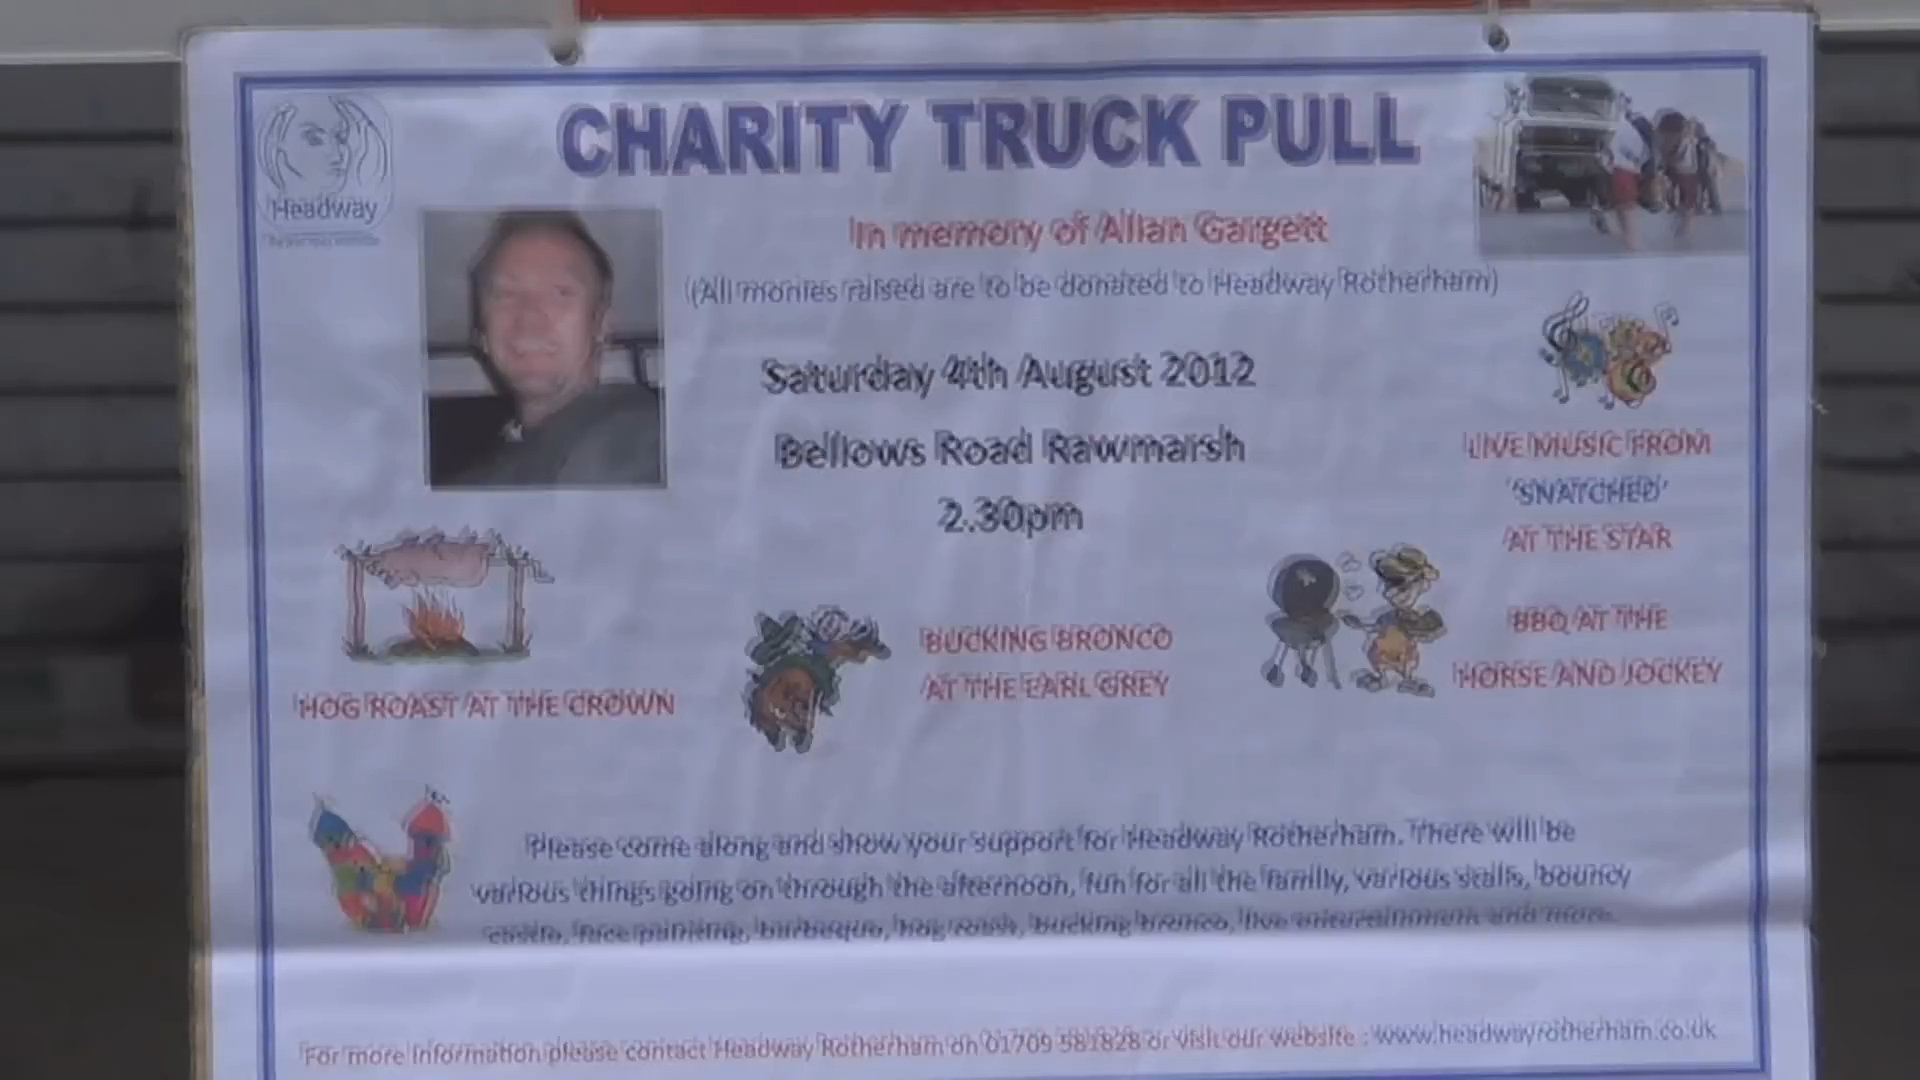 CHARITY TRUCK PULL
Headway
In memory of Allan Gargett
(All monies raised are to be donated to Headway Rotherham)
Saturday 4th August 2012
Bellows Road Rawmarsh
2.30pm
LIVE MUSIC FROM
'SNATCHED'
AT THE STAR
BUCKING BRONCO
AT THE EARL GREY
BBQ AT THE
HORSE AND JOCKEY
HOG ROAST AT THE CROWN
Please come along and show your support for Headway Rotherham. There will be
various things going on through the afternoon, fun for all the family, various stalls, bouncy
castle, face painting, barbeque, hog roast, bucking bronco, live entertainment and more.
For more information please contact Headway Rotherham on 01709 581828 or visit our website : www.headwayrotherham.co.uk